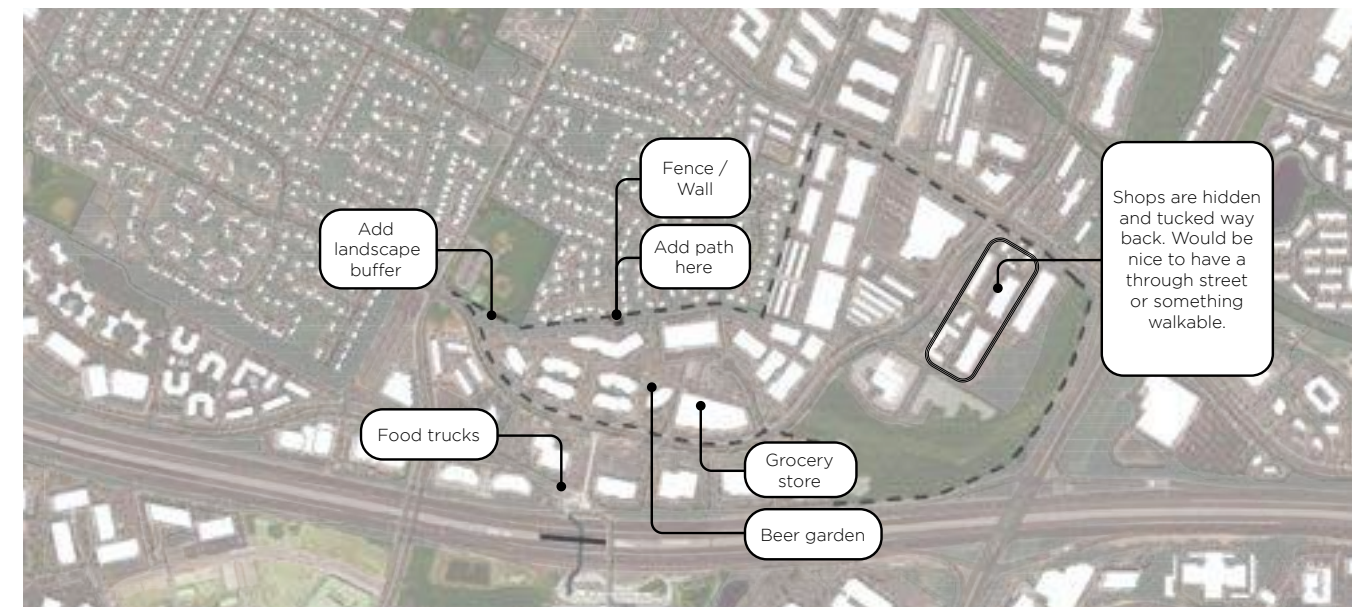 Fence /
Wall
Add
landscape
buffer
Add path
here
Shops are hidden
and tucked way
back. Would be
nice to have a
through street
or something
walkable.
Food trucks
Grocery
store
Beer garden